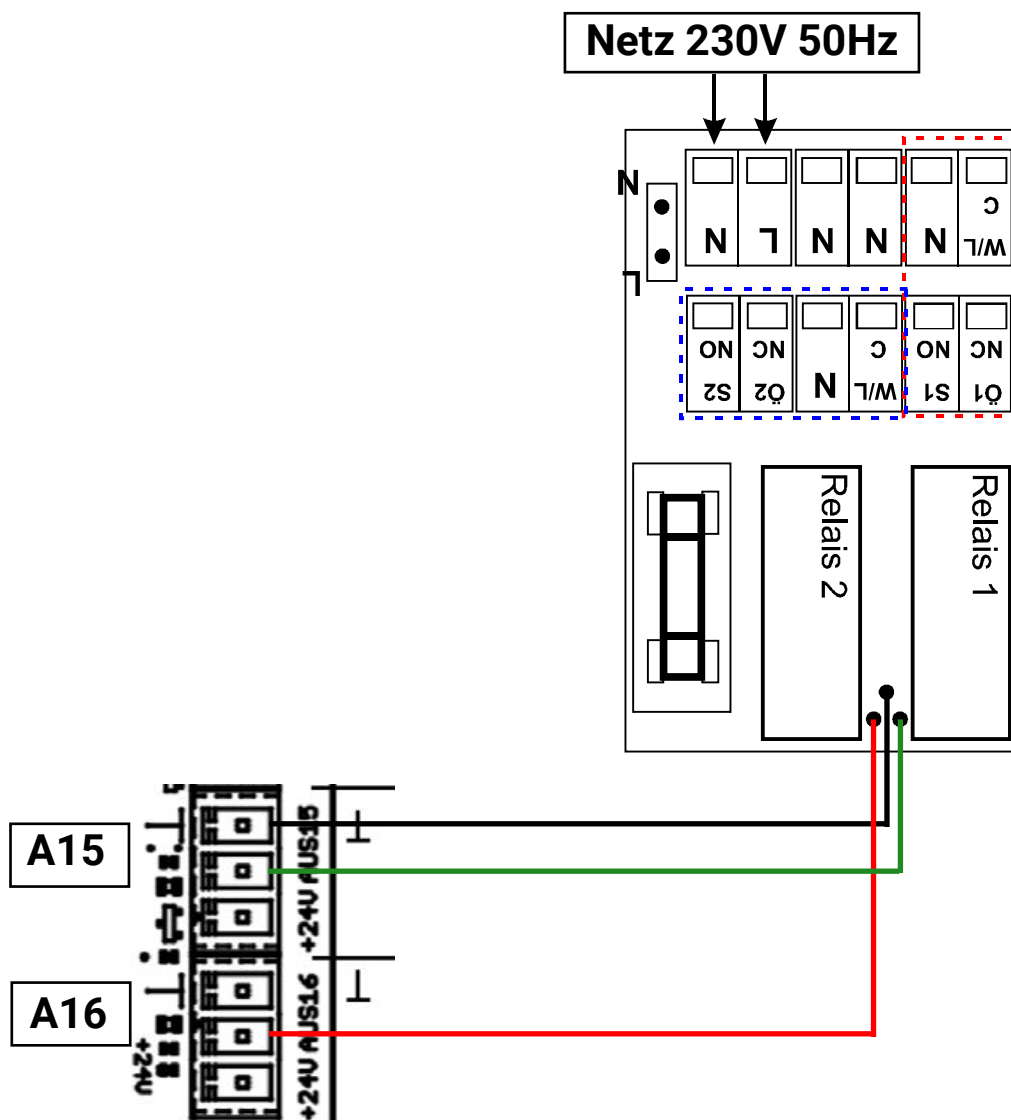 Netz 230V 50Hz
N
L
N
L
N
N
N
C
W/L
NO
S2
NC
Ö2
N
C
W/L
NO
S1
NC
Ö1
Relais 2
Relais 1
A15
+24V AUS15
A16
+24V
+24V AUS16